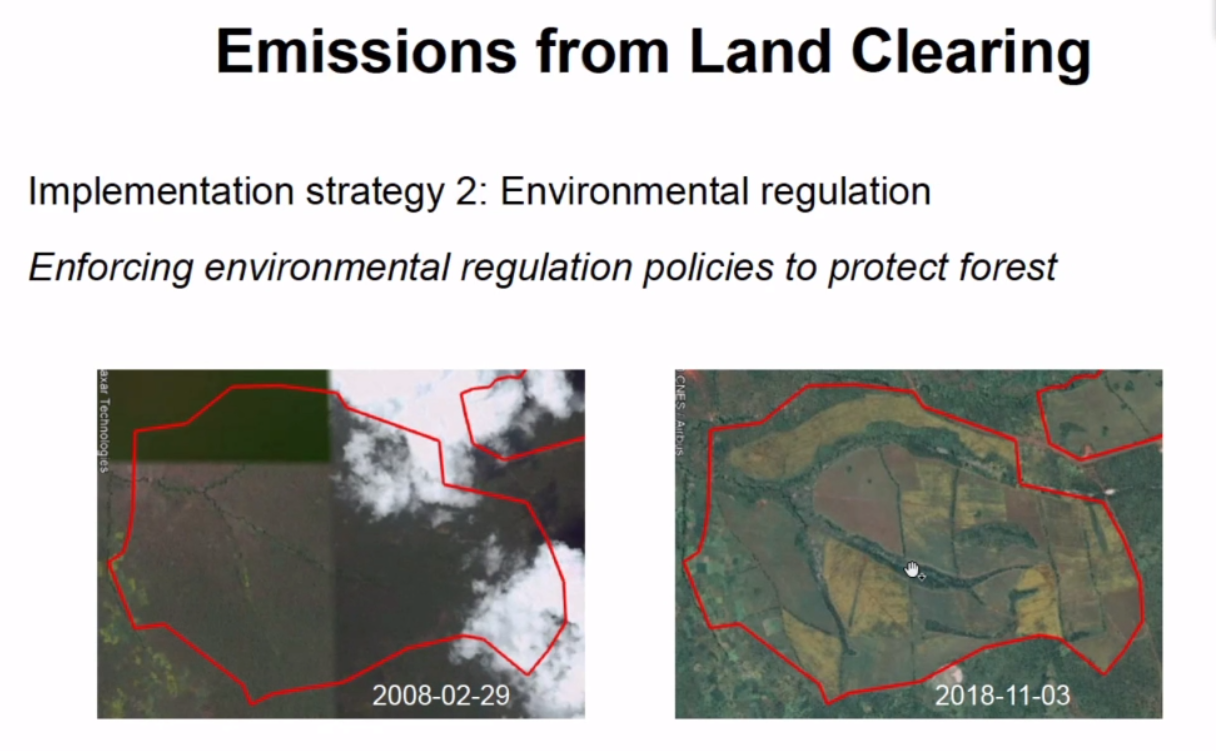 Emissions from Land Clearing
Implementation strategy 2: Environmental regulation
Enforcing environmental regulation policies to protect forest
axar Technologies
2008-02-29
CNES / Airbus
2018-11-03